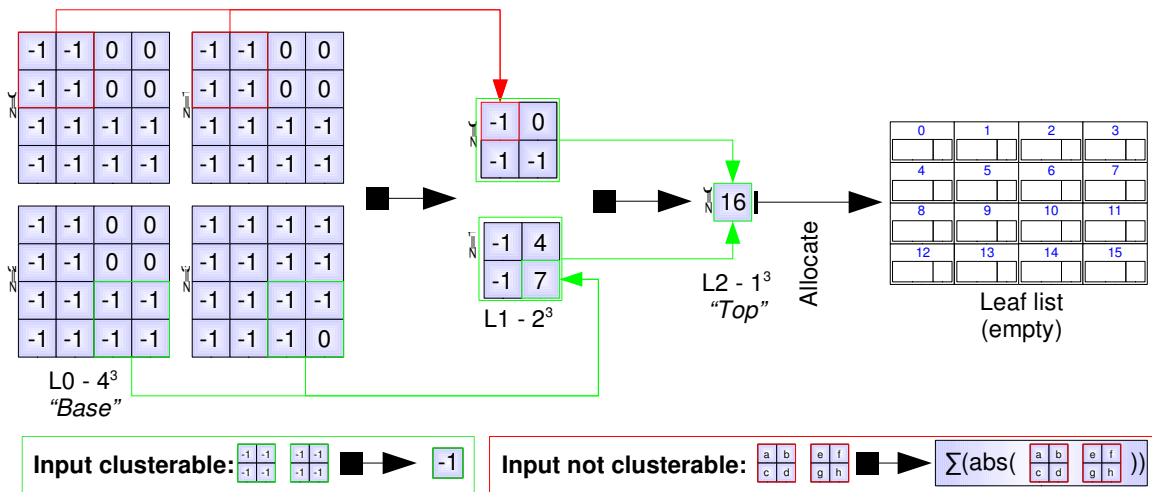 -1 -1 0 0
-1 -1 0 0
-1 -1 -1 -1
-1 -1 -1 -1
-1 -1 0 0
-1 -1 0 0
-1 -1 -1 -1
-1 -1 -1 -1
-1 -1 0 0
-1 -1 0 0
-1 -1 -1 -1
-1 -1 -1 -1
-1 -1 -1 -1
-1 -1 -1 -1
-1 -1 -1 -1
-1 -1 -1 0
L0 - 4³
“Base”
-1 0
-1 -1
-1 4
-1 7
L1 - 2³
16
L2 - 1³
“Top”
Allocate
0 1 2 3
4 5 6 7
8 9 10 11
12 13 14 15
Leaf list
(empty)
Input clusterable:
-1 -1
-1 -1
-1 -1
-1 -1
-1
Input not clusterable:
a b
c d
e f
g h
∑(abs(
a b
c d
e f
g h
))